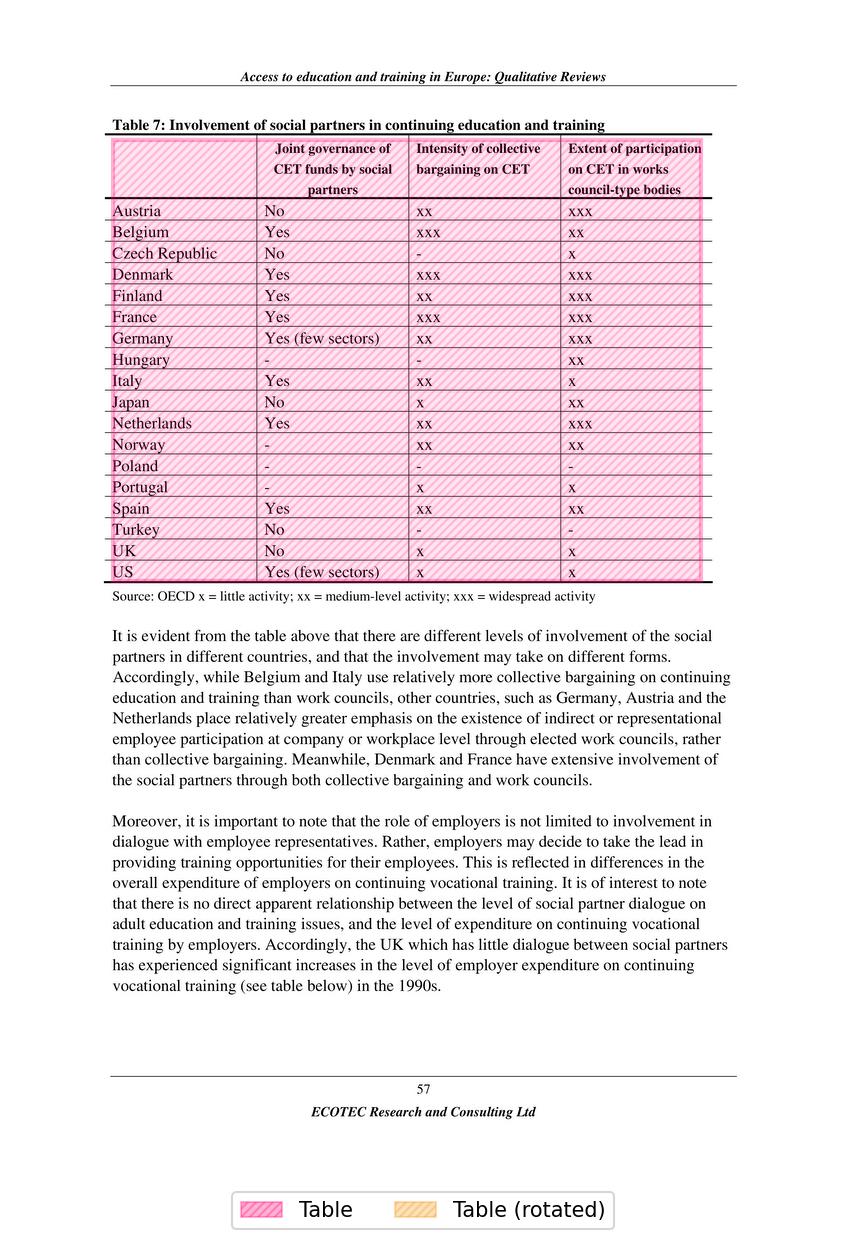 Access to education and training in Europe: Qualitative Reviews
Table 7: Involvement of social partners in continuing education and training
Joint governance of CET funds by social partners | Intensity of collective bargaining on CET | Extent of participation on CET in works council-type bodies
Austria | No | xx | xxx
Belgium | Yes | xxx | xx
Czech Republic | No | - | x
Denmark | Yes | xxx | xxx
Finland | Yes | xx | xxx
France | Yes | xxx | xxx
Germany | Yes (few sectors) | xx | xxx
Hungary | - | - | xx
Italy | Yes | xx | x
Japan | No | x | xx
Netherlands | Yes | xx | xxx
Norway | - | xx | xx
Poland | - | - | -
Portugal | - | x | x
Spain | Yes | xx | xx
Turkey | No | - | -
UK | No | x | x
US | Yes (few sectors) | x | x
Source: OECD x = little activity; xx = medium-level activity; xxx = widespread activity
It is evident from the table above that there are different levels of involvement of the social
partners in different countries, and that the involvement may take on different forms.
Accordingly, while Belgium and Italy use relatively more collective bargaining on continuing
education and training than work councils, other countries, such as Germany, Austria and the
Netherlands place relatively greater emphasis on the existence of indirect or representational
employee participation at company or workplace level through elected work councils, rather
than collective bargaining. Meanwhile, Denmark and France have extensive involvement of
the social partners through both collective bargaining and work councils.
Moreover, it is important to note that the role of employers is not limited to involvement in
dialogue with employee representatives. Rather, employers may decide to take the lead in
providing training opportunities for their employees. This is reflected in differences in the
overall expenditure of employers on continuing vocational training. It is of interest to note
that there is no direct apparent relationship between the level of social partner dialogue on
adult education and training issues, and the level of expenditure on continuing vocational
training by employers. Accordingly, the UK which has little dialogue between social partners
has experienced significant increases in the level of employer expenditure on continuing
vocational training (see table below) in the 1990s.
57
ECOTEC Research and Consulting Ltd
Table
Table (rotated)